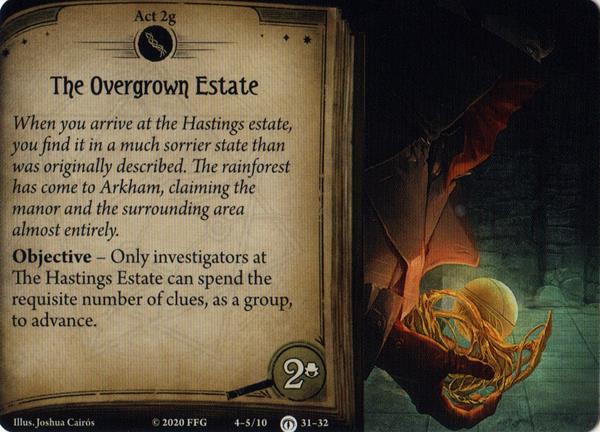 Act 2g
The Overgrown Estate
When you arrive at the Hastings estate,
you find it in a much sorrier state than
was originally described. The rainforest
has come to Arkham, claiming the
manor and the surrounding area
almost entirely.
Objective – Only investigators at
The Hastings Estate can spend the
requisite number of clues, as a group,
to advance.
2
Illus. Joshua Cairós © 2020 FFG 4–5/10 31–32